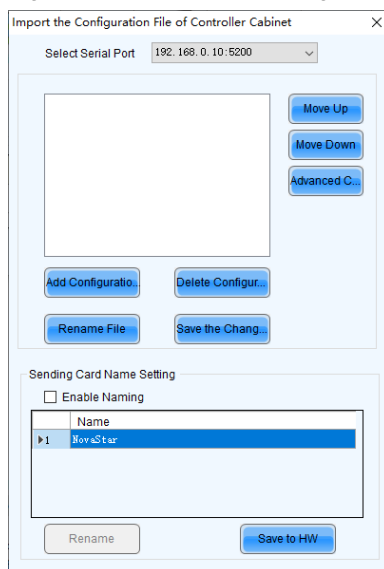 Import the Configuration File of Controller Cabinet
Select Serial Port 192.168.0.10:5200
Move Up
Move Down
Advanced C...
Add Configuratio... Delete Configur...
Rename File Save the Chang...
Sending Card Name Setting
Enable Naming
Name
1 NovaStar
Rename Save to HW